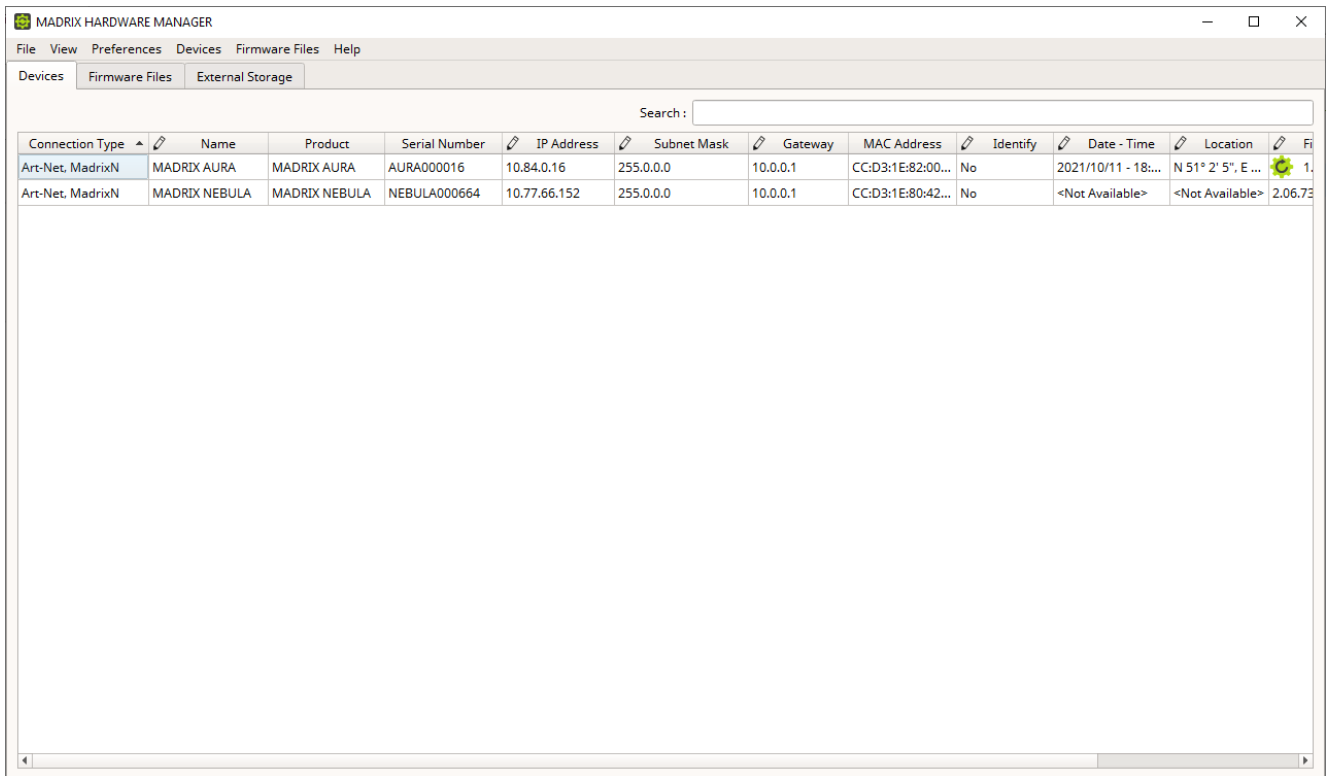 MADRIX HARDWARE MANAGER
File View Preferences Devices Firmware Files Help
Devices Firmware Files External Storage
Search :
Connection Type Name Product Serial Number IP Address Subnet Mask Gateway MAC Address Identify Date - Time Location Fi
Art-Net, MadrixN MADRIX AURA MADRIX AURA AURA000016 10.84.0.16 255.0.0.0 10.0.0.1 CC:D3:1E:82:00... No 2021/10/11 - 18:... N 51° 2' 5", E ... 1.
Art-Net, MadrixN MADRIX NEBULA MADRIX NEBULA NEBULA000664 10.77.66.152 255.0.0.0 10.0.0.1 CC:D3:1E:80:42... No <Not Available> <Not Available> 2.06.73